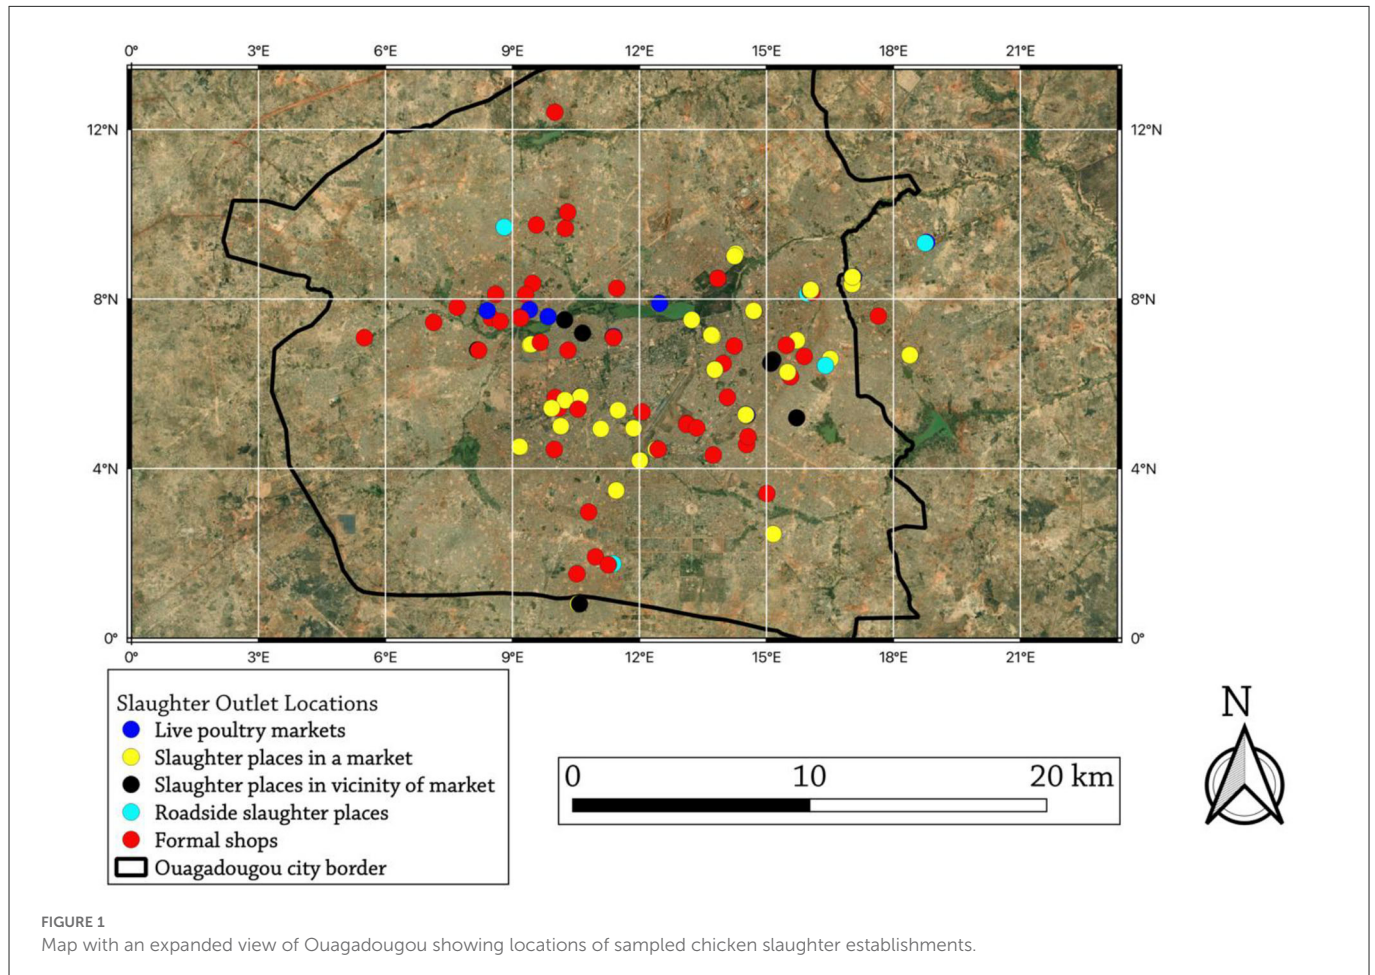 0° 3°E 6°E 9°E 12°E 15°E 18°E 21°E
12°N 12°N
8°N 8°N
4°N 4°N
0° 0°
0° 3°E 6°E 9°E 12°E 15°E 18°E 21°E
Slaughter Outlet Locations
Live poultry markets
Slaughter places in a market
Slaughter places in vicinity of market
Roadside slaughter places
Formal shops
Ouagadougou city border
0 10 20 km
N
FIGURE 1
Map with an expanded view of Ouagadougou showing locations of sampled chicken slaughter establishments.